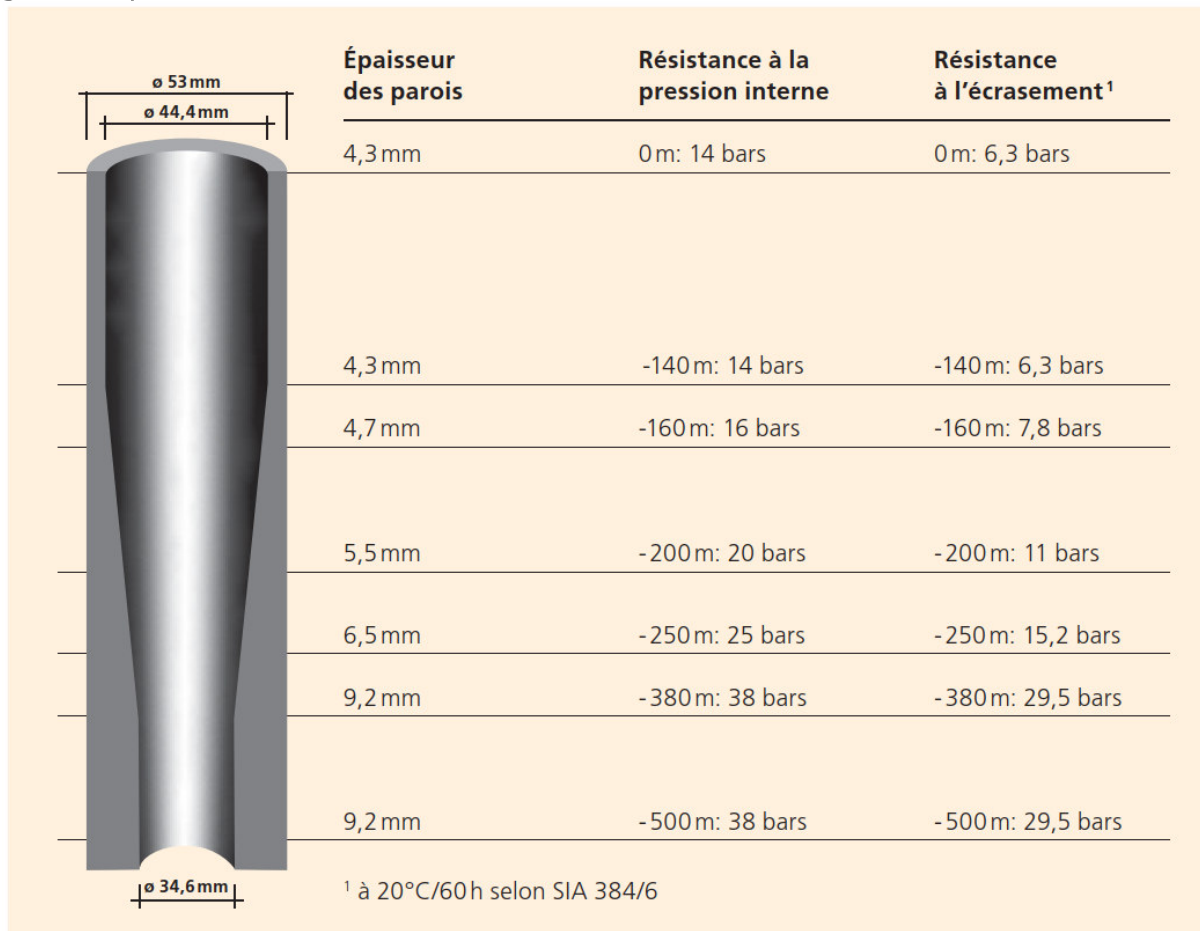 ø 53 mm
ø 44,4 mm
Épaisseur des parois Résistance à la pression interne Résistance à l'écrasement¹
4,3 mm 0 m: 14 bars 0 m: 6,3 bars
4,3 mm -140 m: 14 bars -140 m: 6,3 bars
4,7 mm -160 m: 16 bars -160 m: 7,8 bars
5,5 mm -200 m: 20 bars -200 m: 11 bars
6,5 mm -250 m: 25 bars -250 m: 15,2 bars
9,2 mm -380 m: 38 bars -380 m: 29,5 bars
9,2 mm -500 m: 38 bars -500 m: 29,5 bars
ø 34,6 mm
¹ à 20°C/60 h selon SIA 384/6